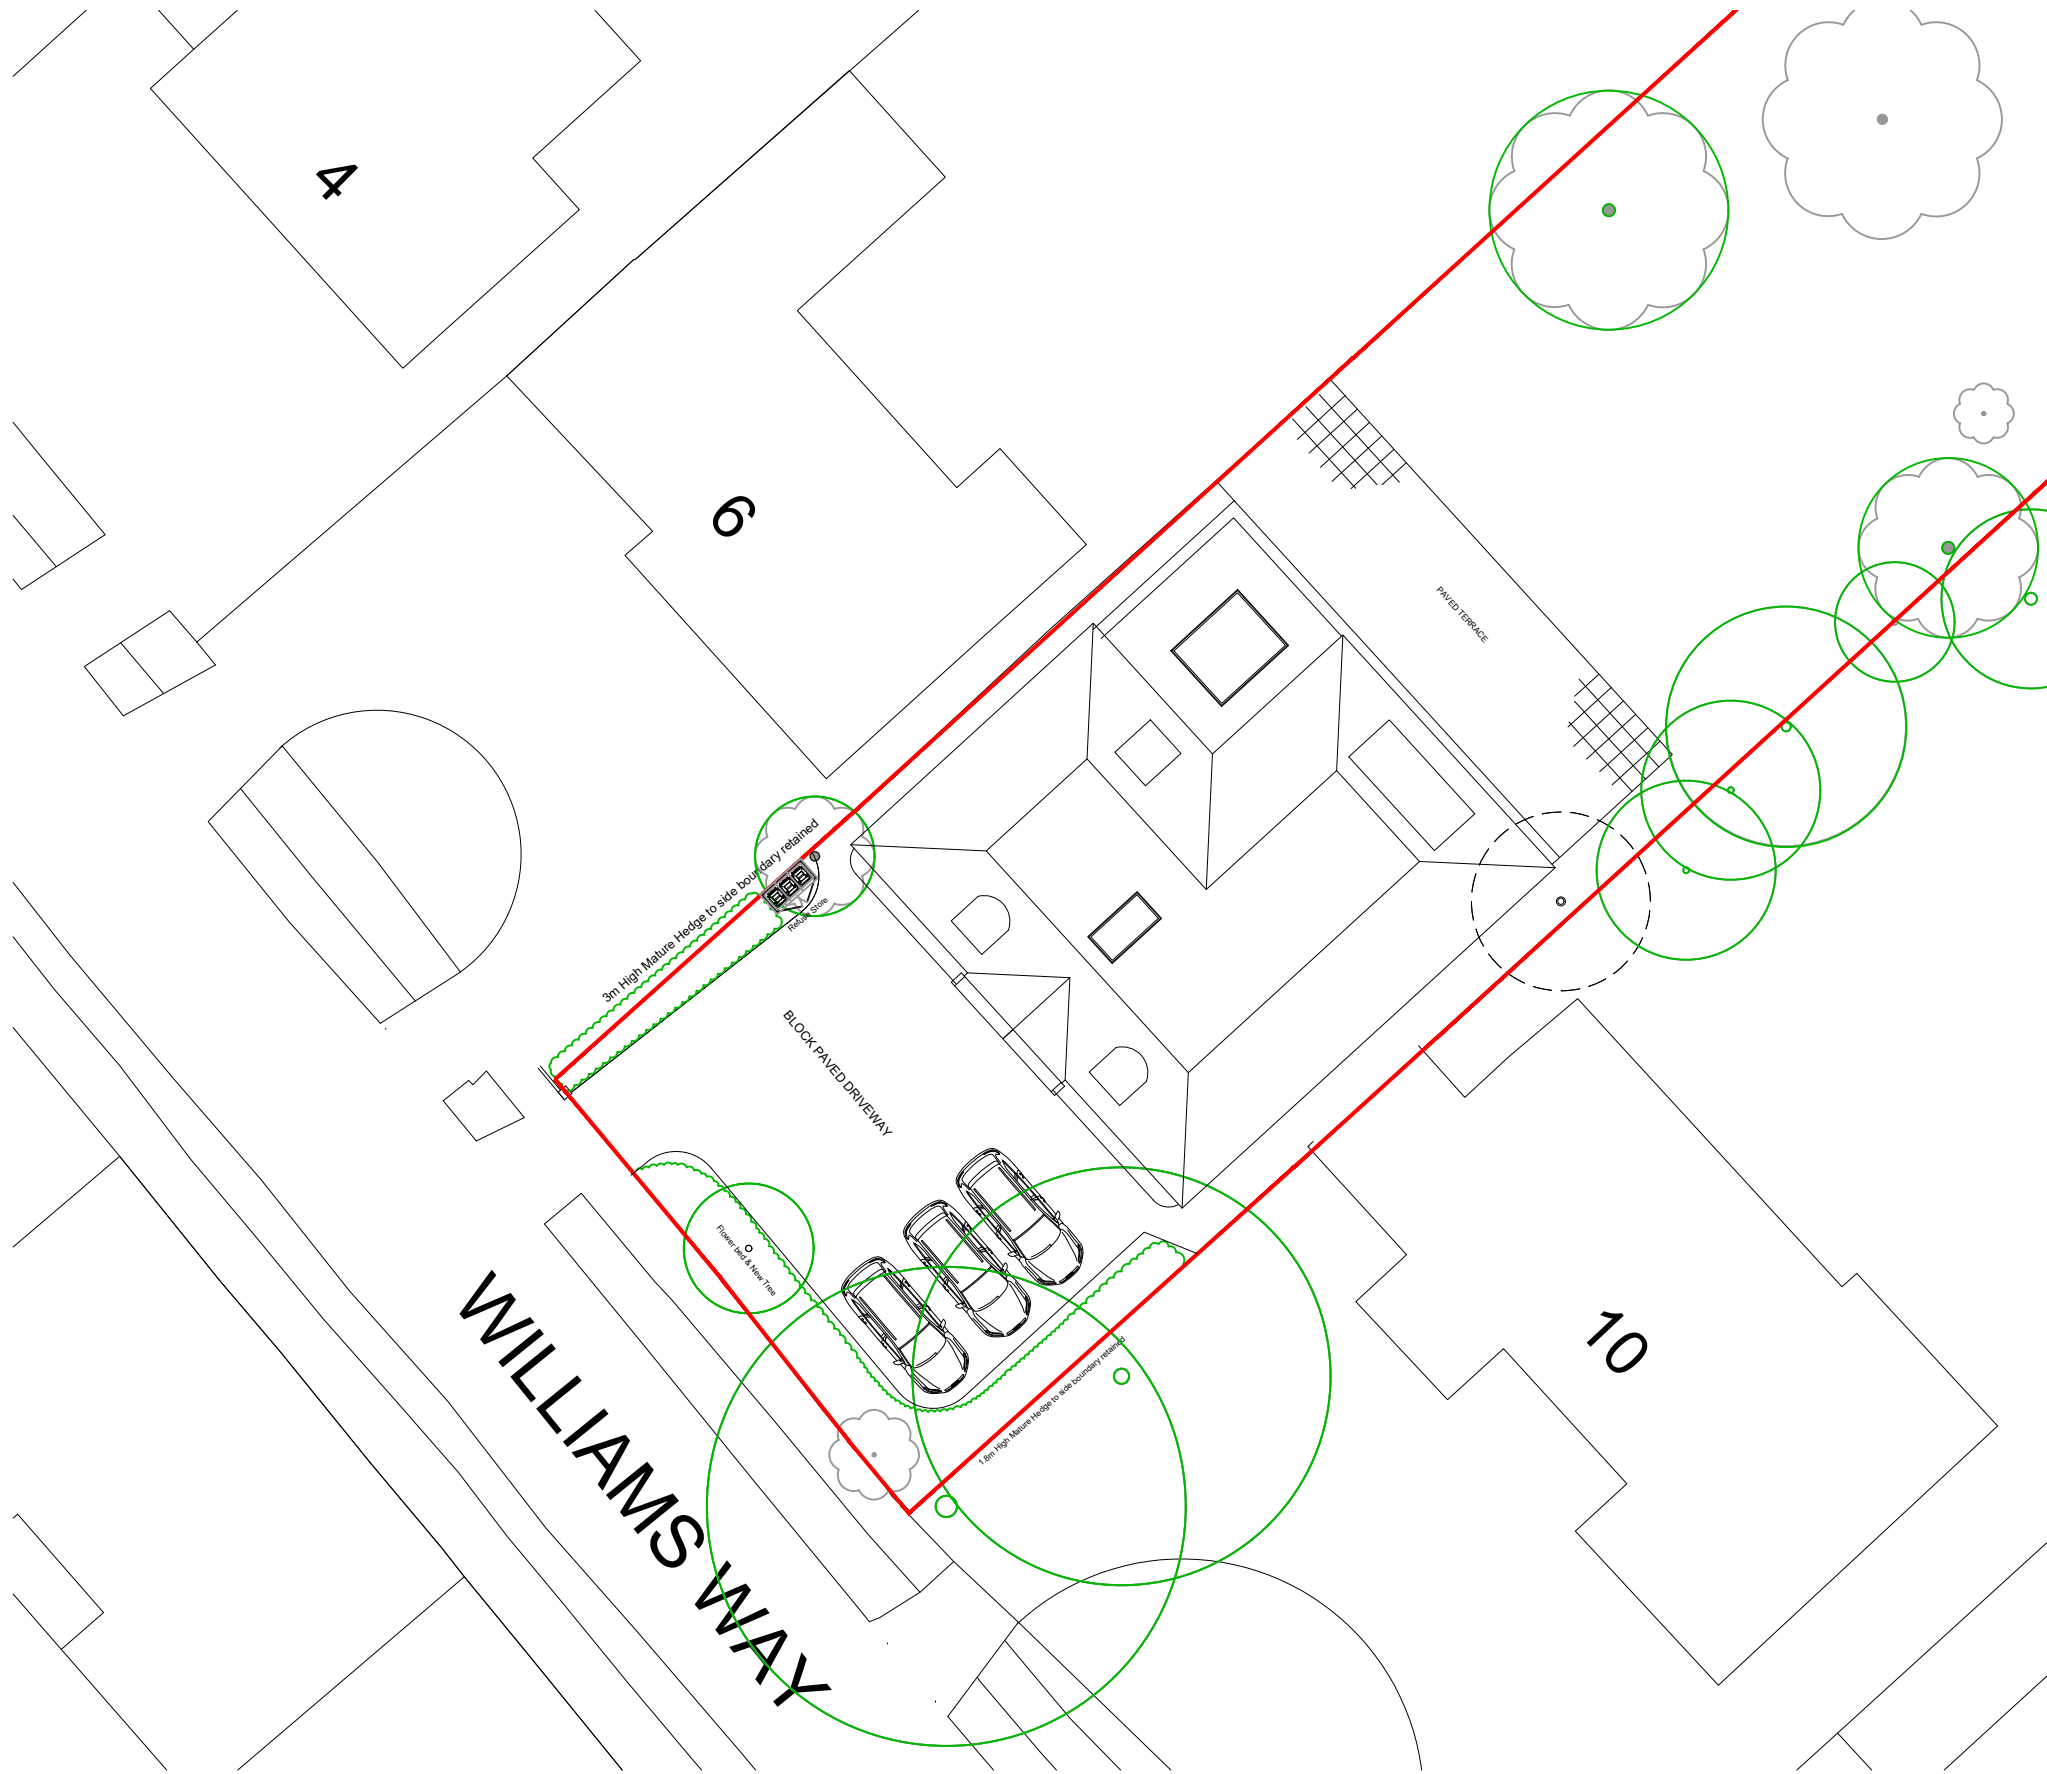 4
6
PAVED TERRACE
3m High Mature Hedge to side boundary retained
Refuse Store
BLOCK PAVED DRIVEWAY
Flower bed & New Tree
1.8m High Mature Hedge to side boundary retained
10
WILLIAMS WAY